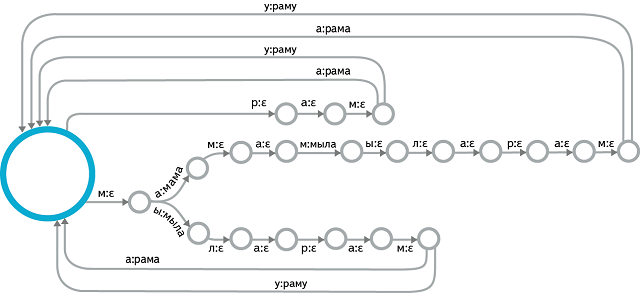 у:раму
а:рама
у:раму
а:рама
р:ε а:ε м:ε
м:ε а:ε м:мыла ы:ε л:ε а:ε р:ε а:ε м:ε
а:мама
м:ε
ы:мыла
л:ε а:ε р:ε а:ε м:ε
а:рама
у:раму